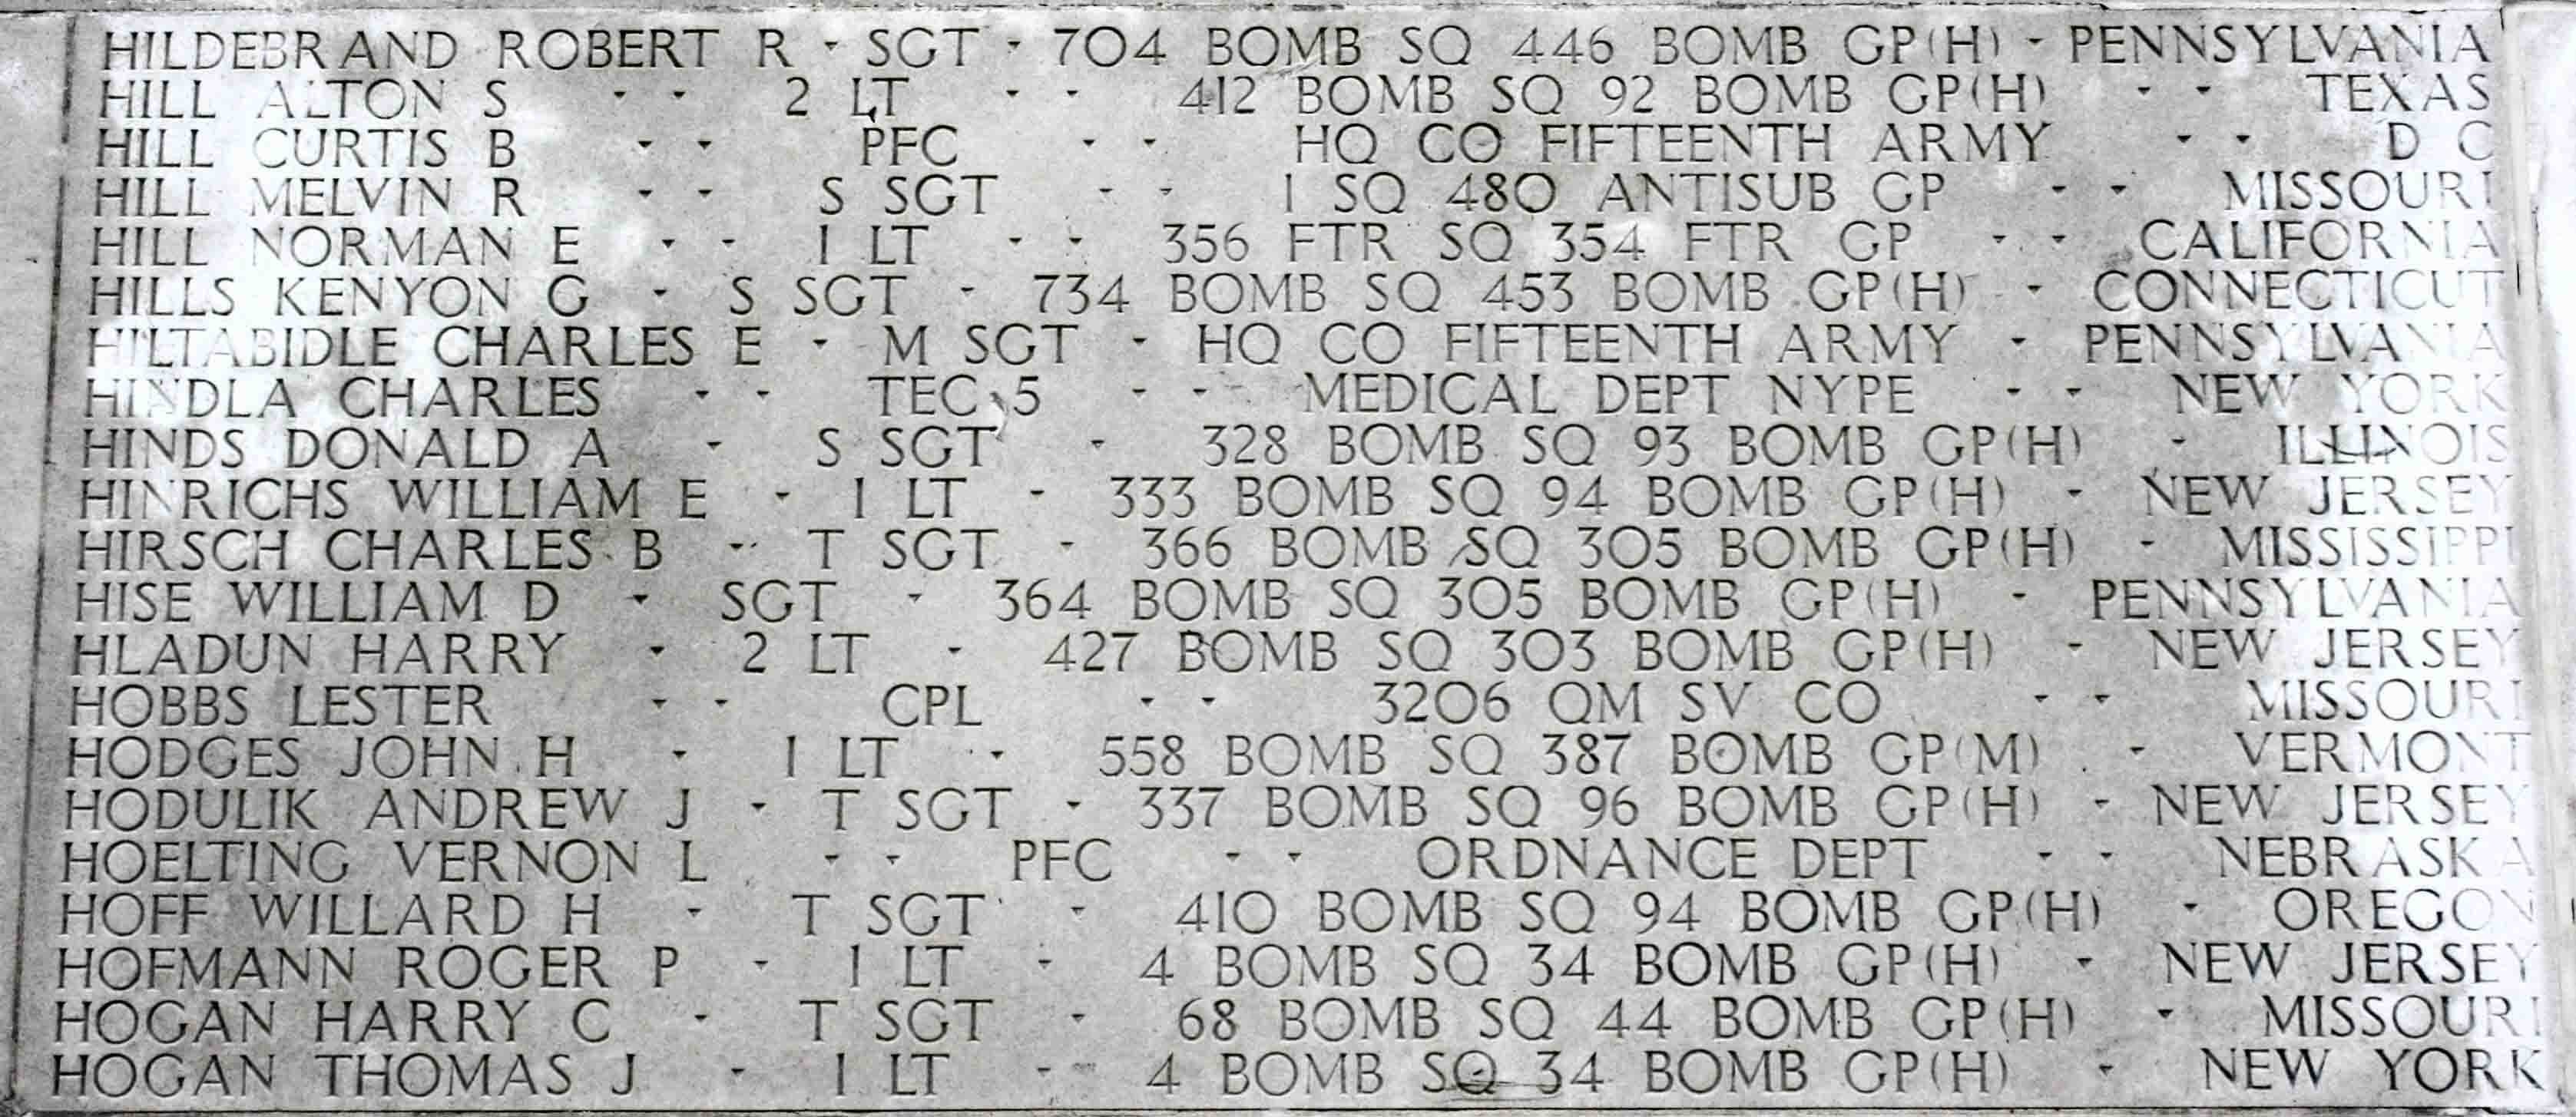 HILDEBRAND ROBERT R - SGT - 704 BOMB SQ 446 BOMB GP(H) - PENNSYLVANIA
HILL ALTON S - - 2 LT - - 412 BOMB SQ 92 BOMB GP(H) - - TEXAS
HILL CURTIS B - - PFC - - HQ CO FIFTEENTH ARMY - - D C
HILL MELVIN R - - S SGT - - 1 SQ 480 ANTISUB GP - - MISSOURI
HILL NORMAN E - - 1 LT - - 356 FTR SQ 354 FTR GP - - CALIFORNIA
HILLS KENYON G - S SGT - 734 BOMB SQ 453 BOMB GP(H) - CONNECTICUT
HILTABIDLE CHARLES E - M SGT - HQ CO FIFTEENTH ARMY - PENNSYLVANIA
HINDLA CHARLES - - TEC 5 - - MEDICAL DEPT NYPE - - NEW YORK
HINDS DONALD A - S SGT - 328 BOMB SQ 93 BOMB GP(H) - ILLINOIS
HINRICHS WILLIAM E - 1 LT - 333 BOMB SQ 94 BOMB GP(H) - NEW JERSEY
HIRSCH CHARLES B - T SGT - 366 BOMB SQ 305 BOMB GP(H) - MISSISSIPPI
HISE WILLIAM D - SGT - 364 BOMB SQ 305 BOMB GP(H) - PENNSYLVANIA
HLADUN HARRY - 2 LT - 427 BOMB SQ 303 BOMB GP(H) - NEW JERSEY
HOBBS LESTER - - CPL - - 3206 QM SV CO - - MISSOURI
HODGES JOHN H - 1 LT - 558 BOMB SQ 387 BOMB GP(M) - VERMONT
HODULIK ANDREW J - T SGT - 337 BOMB SQ 96 BOMB GP(H) - NEW JERSEY
HOELTING VERNON L - - PFC - - ORDNANCE DEPT - - NEBRASKA
HOFF WILLARD H - T SGT - 410 BOMB SQ 94 BOMB GP(H) - OREGON
HOFMANN ROGER P - 1 LT - 4 BOMB SQ 34 BOMB GP(H) - NEW JERSEY
HOGAN HARRY C - T SGT - 68 BOMB SQ 44 BOMB GP(H) - MISSOURI
HOGAN THOMAS J - 1 LT - 4 BOMB SQ 34 BOMB GP(H) - NEW YORK